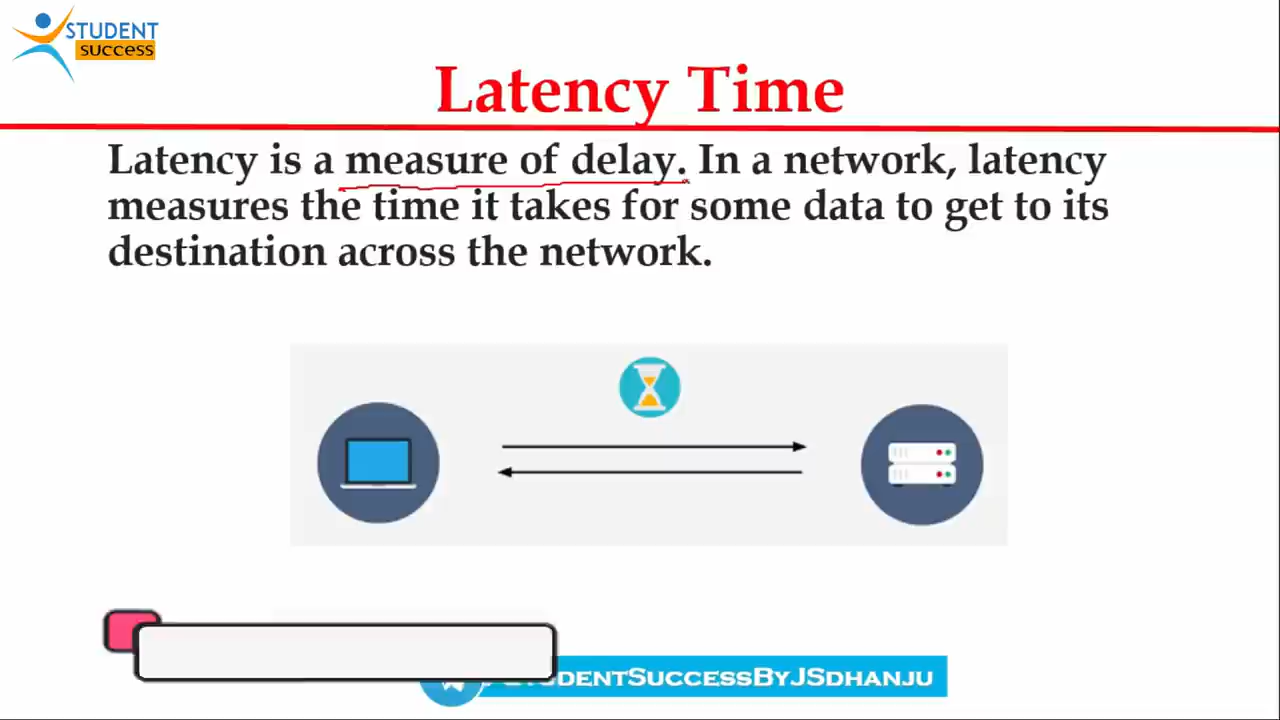 STUDENT
success
Latency Time
Latency is a measure of delay. In a network, latency
measures the time it takes for some data to get to its
destination across the network.
StudentSuccessByJSdhanju